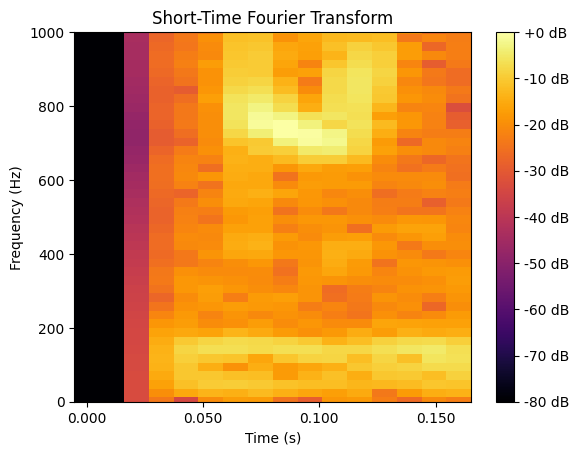 Short-Time Fourier Transform
1000
800
600
400
200
0
Frequency (Hz)
0.000
0.050
0.100
0.150
Time (s)
+0 dB
-10 dB
-20 dB
-30 dB
-40 dB
-50 dB
-60 dB
-70 dB
-80 dB